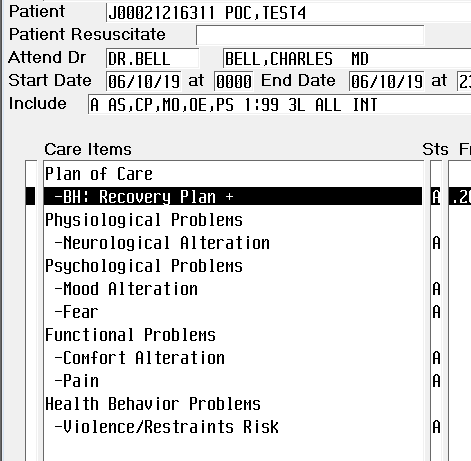 Patient J00021216311 POC,TEST4
Patient Resuscitate
Attend Dr DR.BELL BELL,CHARLES MD
Start Date 06/10/19 at 0000 End Date 06/10/19 at 23
Include A AS,CP,MO,OE,PS 1:99 3L ALL INT
Care Items Sts Fr
Plan of Care
-BH: Recovery Plan + A .20
Physiological Problems
-Neurological Alteration A
Psychological Problems
-Mood Alteration A
-Fear A
Functional Problems
-Comfort Alteration A
-Pain A
Health Behavior Problems
-Violence/Restraints Risk A